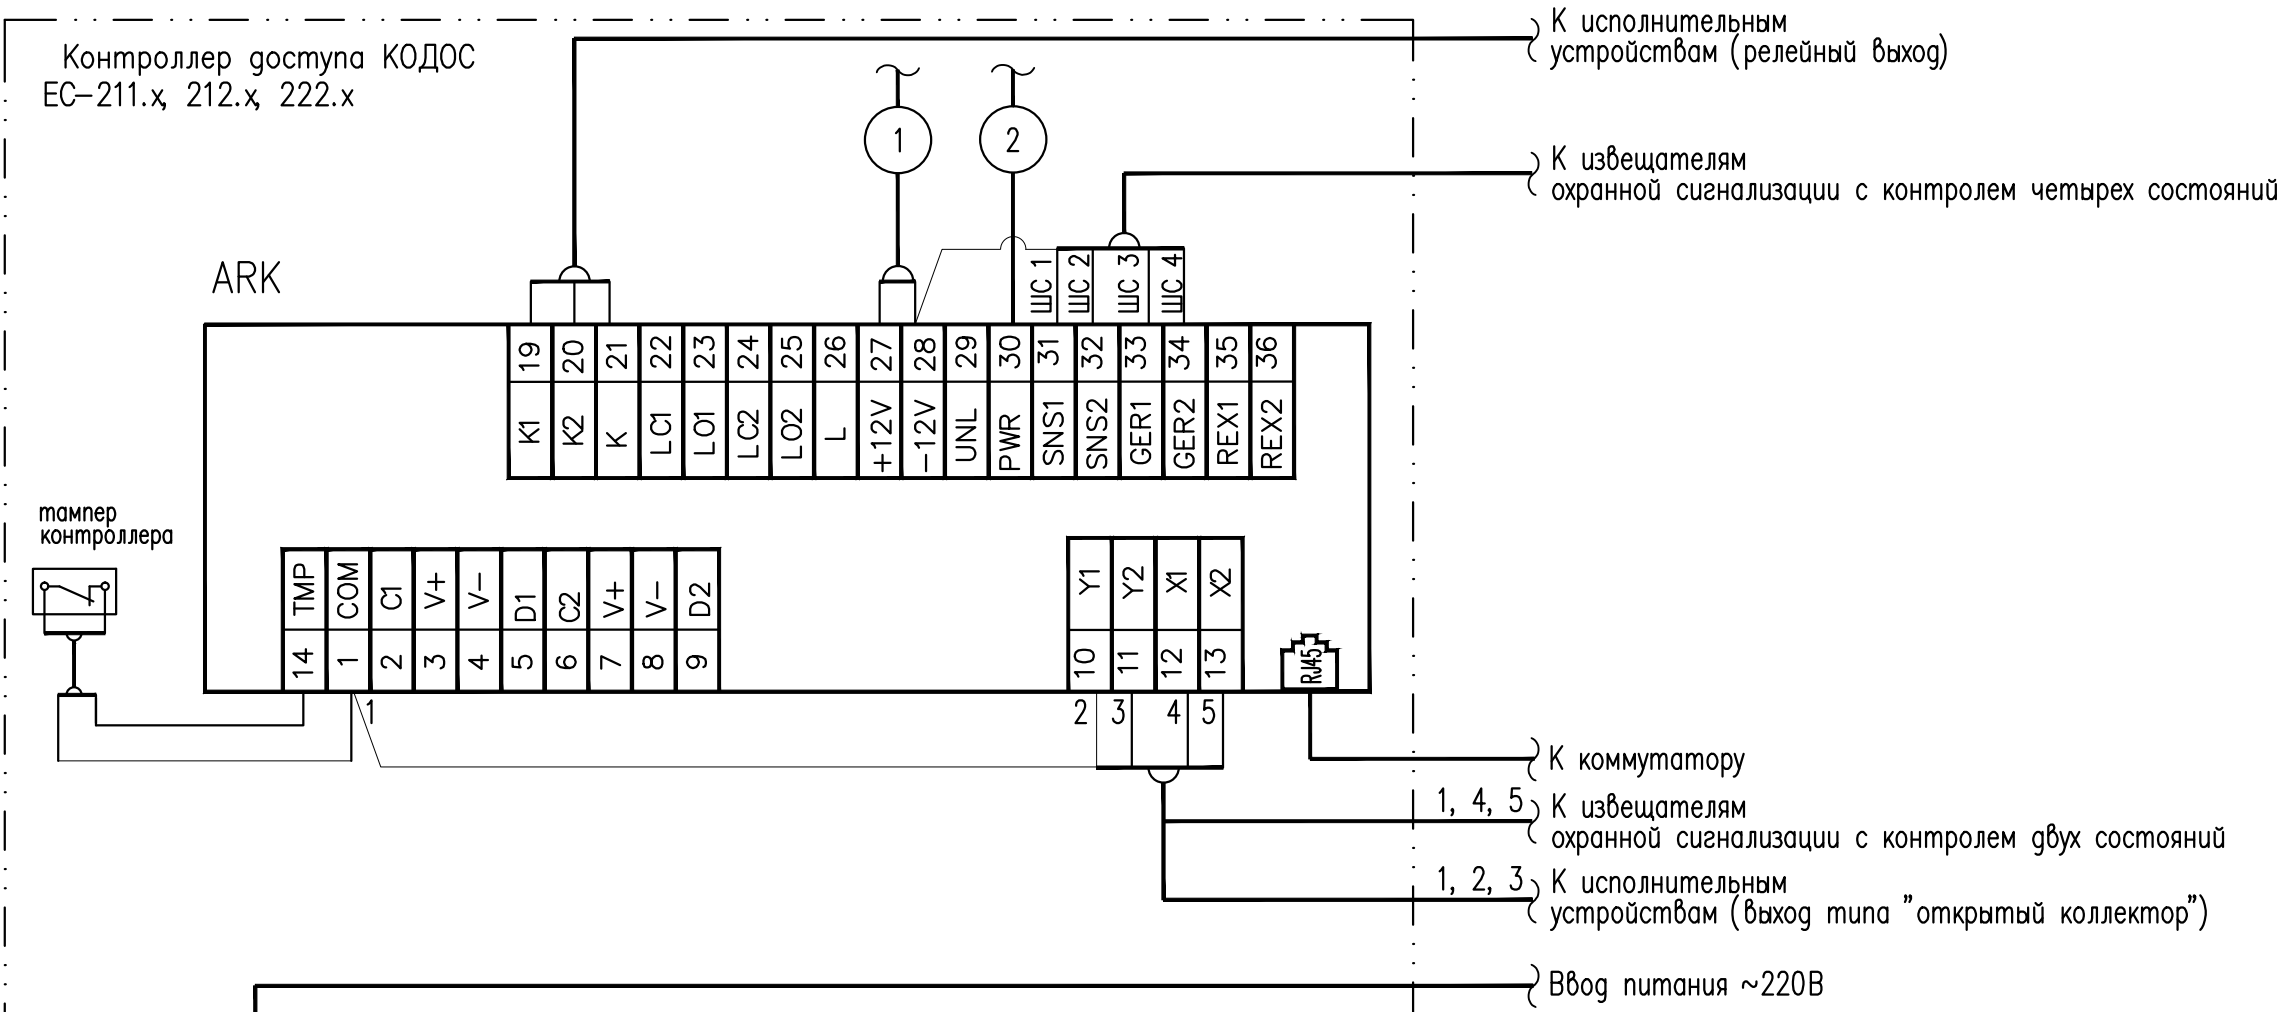 К исполнительным
устройствам (релейный выход)
Контроллер доступа КОДОС
ЕС-211.х, 212.х, 222.х
1
2
К извещателям
охранной сигнализации с контролем четырех состояний
ARK
ШС 1
ШС 2
ШС 3
ШС 4
19 20 21 22 23 24 25 26 27 28 29 30 31 32 33 34 35 36
K1 K2 K LC1 LO1 LC2 LO2 L +12V -12V UNL PWR SNS1 SNS2 GER1 GER2 REX1 REX2
тампер
контроллера
TMP COM C1 V+ V- D1 C2 V+ V- D2
14 1 2 3 4 5 6 7 8 9
Y1 Y2 X1 X2
10 11 12 13
RJ45
1
2 3 4 5
К коммутатору
1, 4, 5
К извещателям
охранной сигнализации с контролем двух состояний
1, 2, 3
К исполнительным
устройствам (выход типа "открытый коллектор")
Ввод питания ~220В